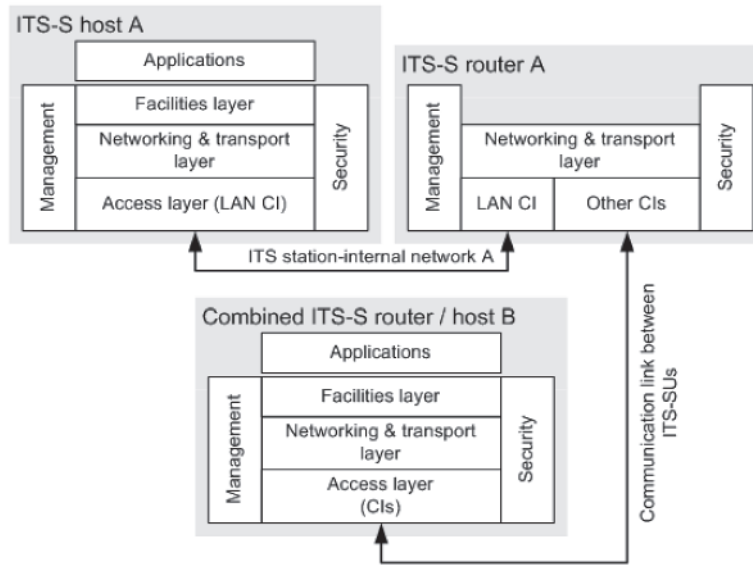 ITS-S host A
Applications
Management
Facilities layer
Networking & transport
layer
Access layer (LAN CI)
Security
ITS-S router A
Management
Networking & transport
layer
LAN CI
Other CIs
Security
ITS station-internal network A
Combined ITS-S router / host B
Applications
Management
Facilities layer
Networking & transport
layer
Access layer
(CIs)
Security
Communication link between
ITS-SUs